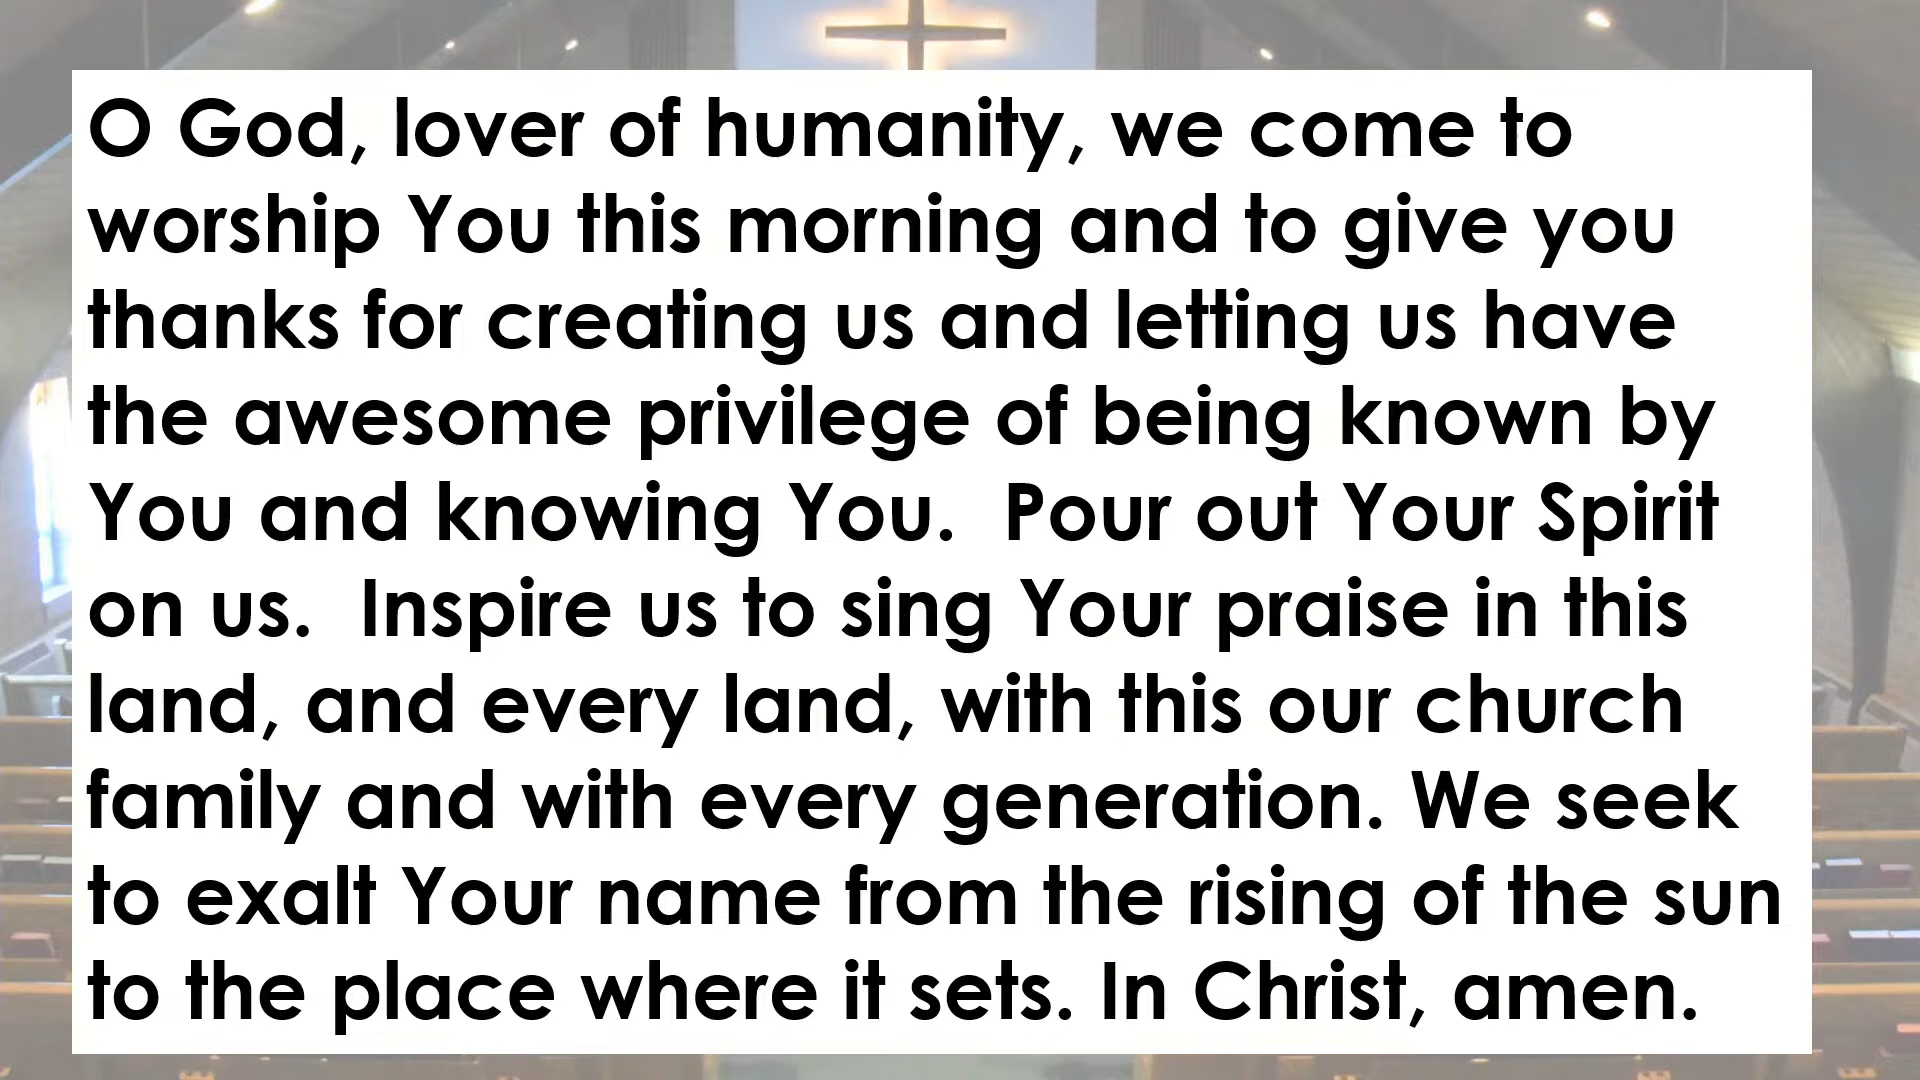 O God, lover of humanity, we come to
worship You this morning and to give you
thanks for creating us and letting us have
the awesome privilege of being known by
You and knowing You.  Pour out Your Spirit
on us.  Inspire us to sing Your praise in this
land, and every land, with this our church
family and with every generation. We seek
to exalt Your name from the rising of the sun
to the place where it sets. In Christ, amen.